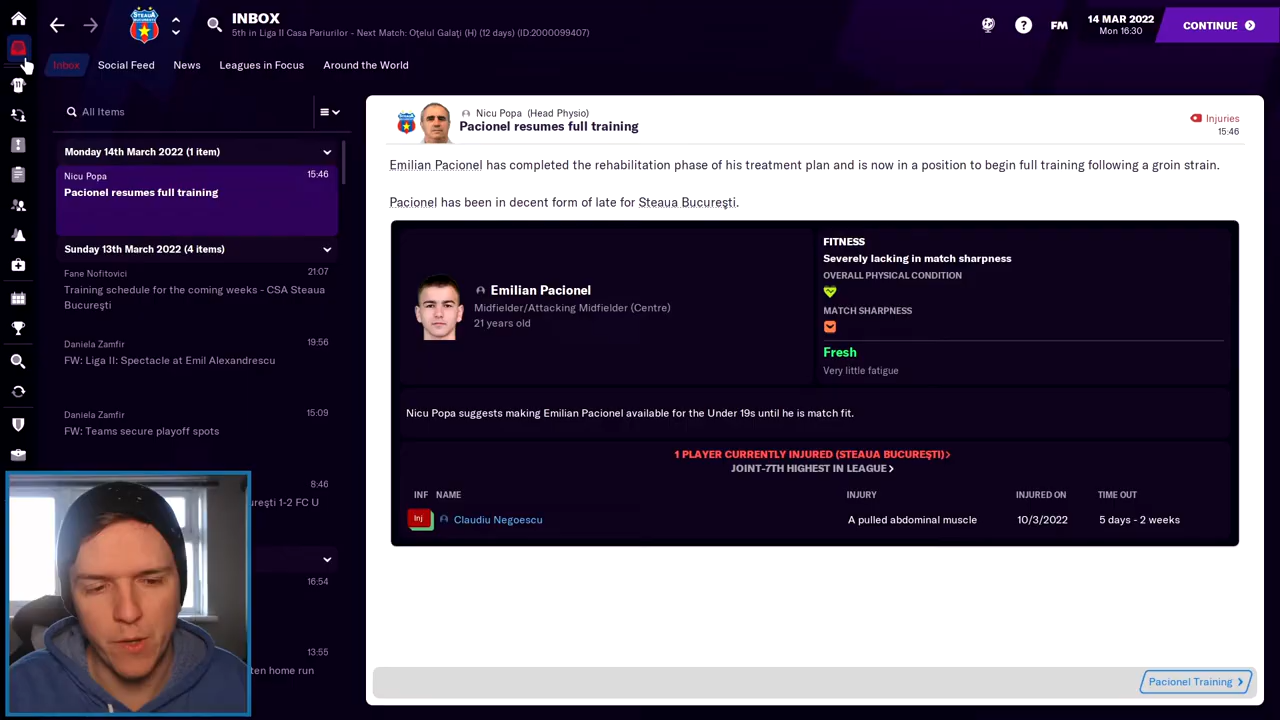 STEAUA
BUCUREŞTI
INBOX
5th in Liga II Casa Pariurilor - Next Match: Oţelul Galaţi (H) (12 days) (ID:2000099407)
?
FM
14 MAR 2022
Mon 16:30
CONTINUE
Inbox
Social Feed
News
Leagues in Focus
Around the World
11
All Items
Monday 14th March 2022 (1 item)
Nicu Popa
15:46
Pacionel resumes full training
Sunday 13th March 2022 (4 items)
Fane Nofitovici
21:07
Training schedule for the coming weeks - CSA Steaua
Bucureşti
Daniela Zamfir
19:56
FW: Liga II: Spectacle at Emil Alexandrescu
Daniela Zamfir
15:09
FW: Teams secure playoff spots
8:46
ureşti 1-2 FC U
16:54
13:55
ten home run
Nicu Popa (Head Physio)
Pacionel resumes full training
Injuries
15:46
Emilian Pacionel has completed the rehabilitation phase of his treatment plan and is now in a position to begin full training following a groin strain.
Pacionel has been in decent form of late for Steaua Bucureşti.
Emilian Pacionel
Midfielder/Attacking Midfielder (Centre)
21 years old
FITNESS
Severely lacking in match sharpness
OVERALL PHYSICAL CONDITION
MATCH SHARPNESS
Fresh
Very little fatigue
Nicu Popa suggests making Emilian Pacionel available for the Under 19s until he is match fit.
1 PLAYER CURRENTLY INJURED (STEAUA BUCUREŞTI)
JOINT-7TH HIGHEST IN LEAGUE
INF NAME INJURY INJURED ON TIME OUT
Inj Claudiu Negoescu A pulled abdominal muscle 10/3/2022 5 days - 2 weeks
Pacionel Training